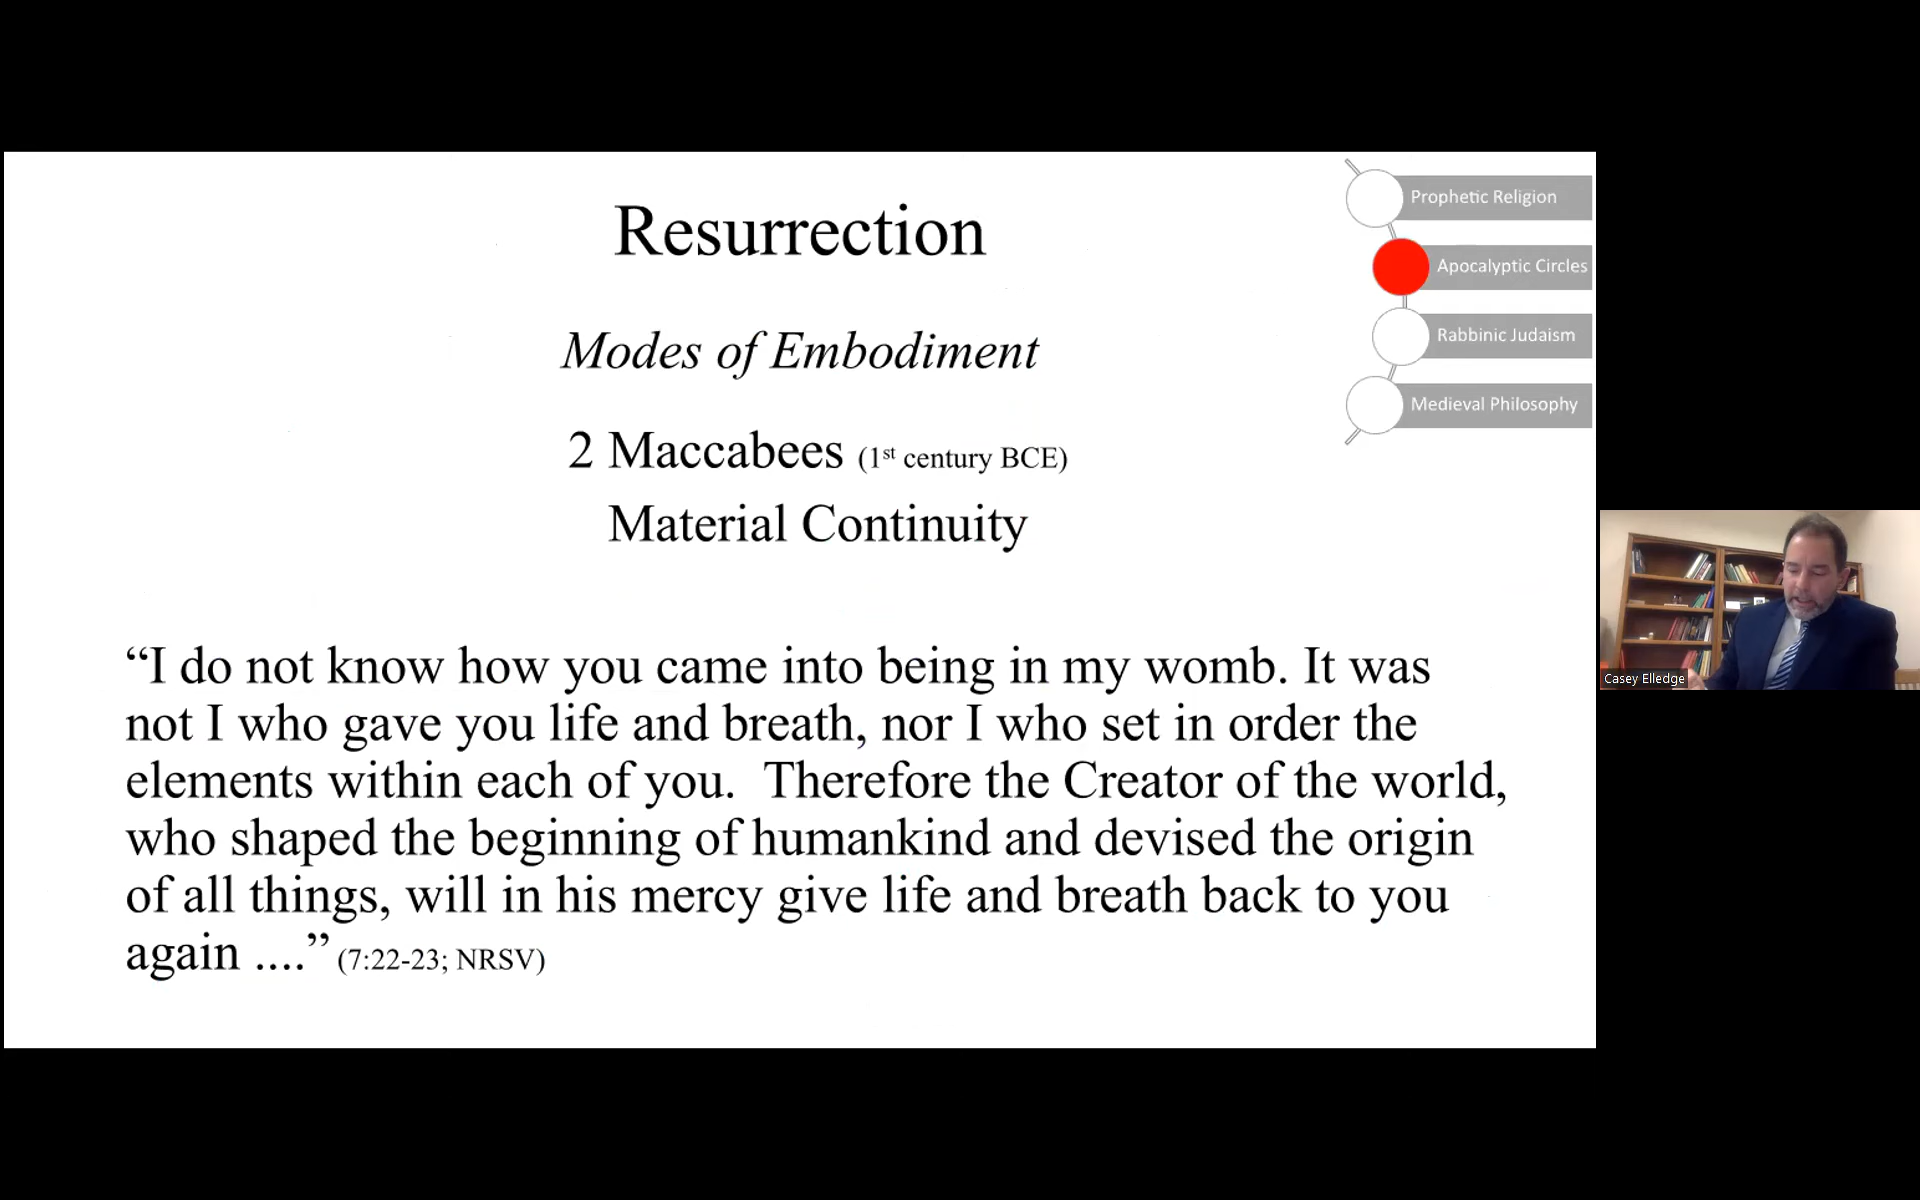 Resurrection
Modes of Embodiment
2 Maccabees (1st century BCE)
Material Continuity
“I do not know how you came into being in my womb. It was
not I who gave you life and breath, nor I who set in order the
elements within each of you.  Therefore the Creator of the world,
who shaped the beginning of humankind and devised the origin
of all things, will in his mercy give life and breath back to you
again ....” (7:22-23; NRSV)
Prophetic Religion
Apocalyptic Circles
Rabbinic Judaism
Medieval Philosophy
Casey Elledge